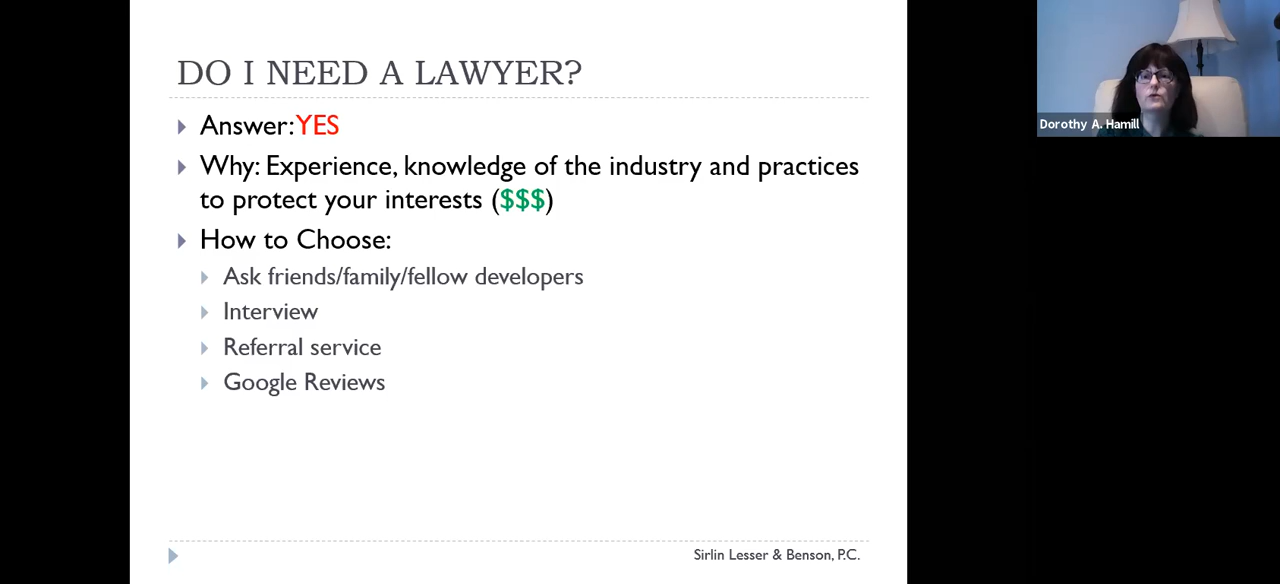 DO I NEED A LAWYER?
Answer: YES
Why: Experience, knowledge of the industry and practices
to protect your interests ($$$)
How to Choose:
Ask friends/family/fellow developers
Interview
Referral service
Google Reviews
Sirlin Lesser & Benson, P.C.
Dorothy A. Hamill